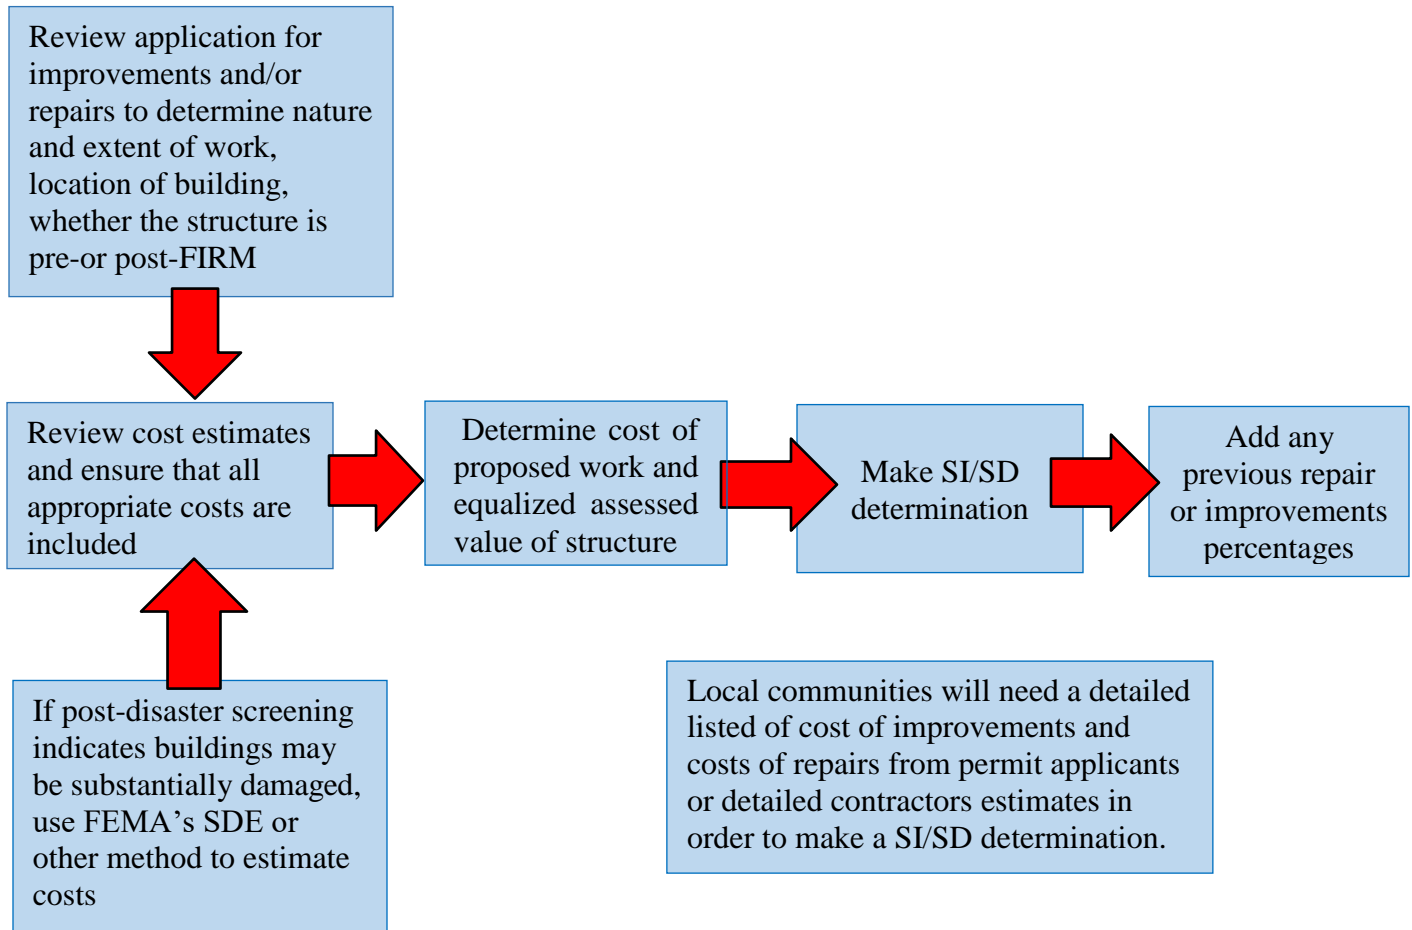 Review application for
improvements and/or
repairs to determine nature
and extent of work,
location of building,
whether the structure is
pre-or post-FIRM
Review cost estimates
and ensure that all
appropriate costs are
included
Determine cost of
proposed work and
equalized assessed
value of structure
Make SI/SD
determination
Add any
previous repair
or improvements
percentages
If post-disaster screening
indicates buildings may
be substantially damaged,
use FEMA’s SDE or
other method to estimate
costs
Local communities will need a detailed
listed of cost of improvements and
costs of repairs from permit applicants
or detailed contractors estimates in
order to make a SI/SD determination.